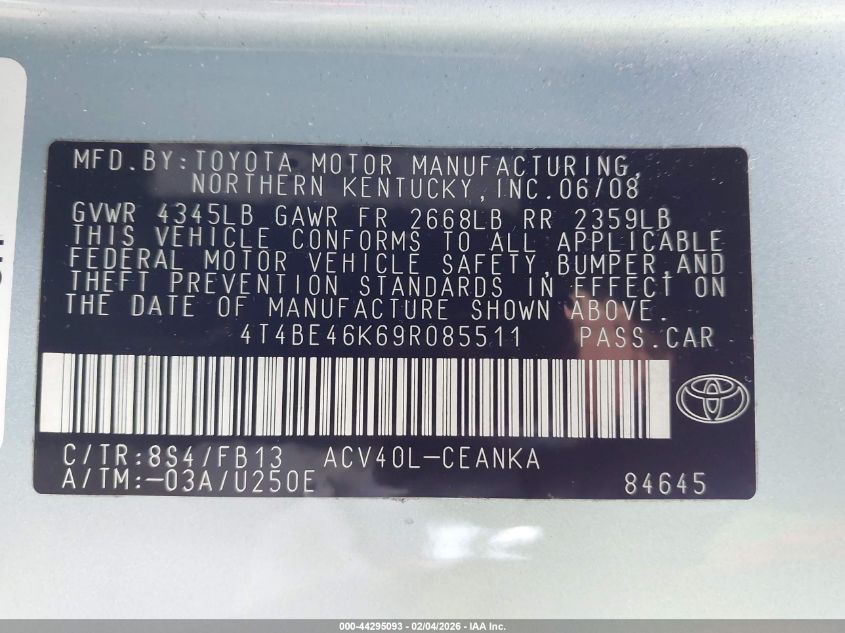 MFD.BY:TOYOTA MOTOR MANUFACTURING,
NORTHERN KENTUCKY,INC.06/08
GVWR 4345LB GAWR FR 2668LB RR 2359LB
THIS VEHICLE CONFORMS TO ALL APPLICABLE
FEDERAL MOTOR VEHICLE SAFETY,BUMPER,AND
THEFT PREVENTION STANDARDS IN EFFECT ON
THE DATE OF MANUFACTURE SHOWN ABOVE.
4T4BE46K69R085511 PASS.CAR
C/TR:8S4/FB13 ACV40L-CEANKA
A/TM:-03A/U250E 84645
000-44295093 - 02/04/2026 - IAA Inc.